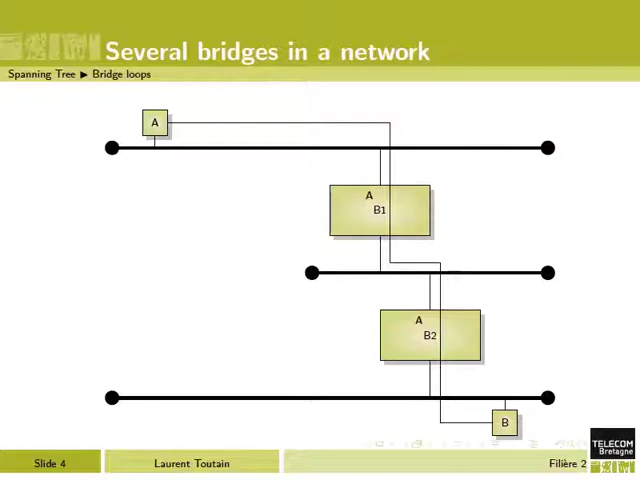 Several bridges in a network
Spanning Tree ▶ Bridge loops
A
A
B1
A
B2
B
TELECOM
Bretagne
Slide 4
Laurent Toutain
Filière 2